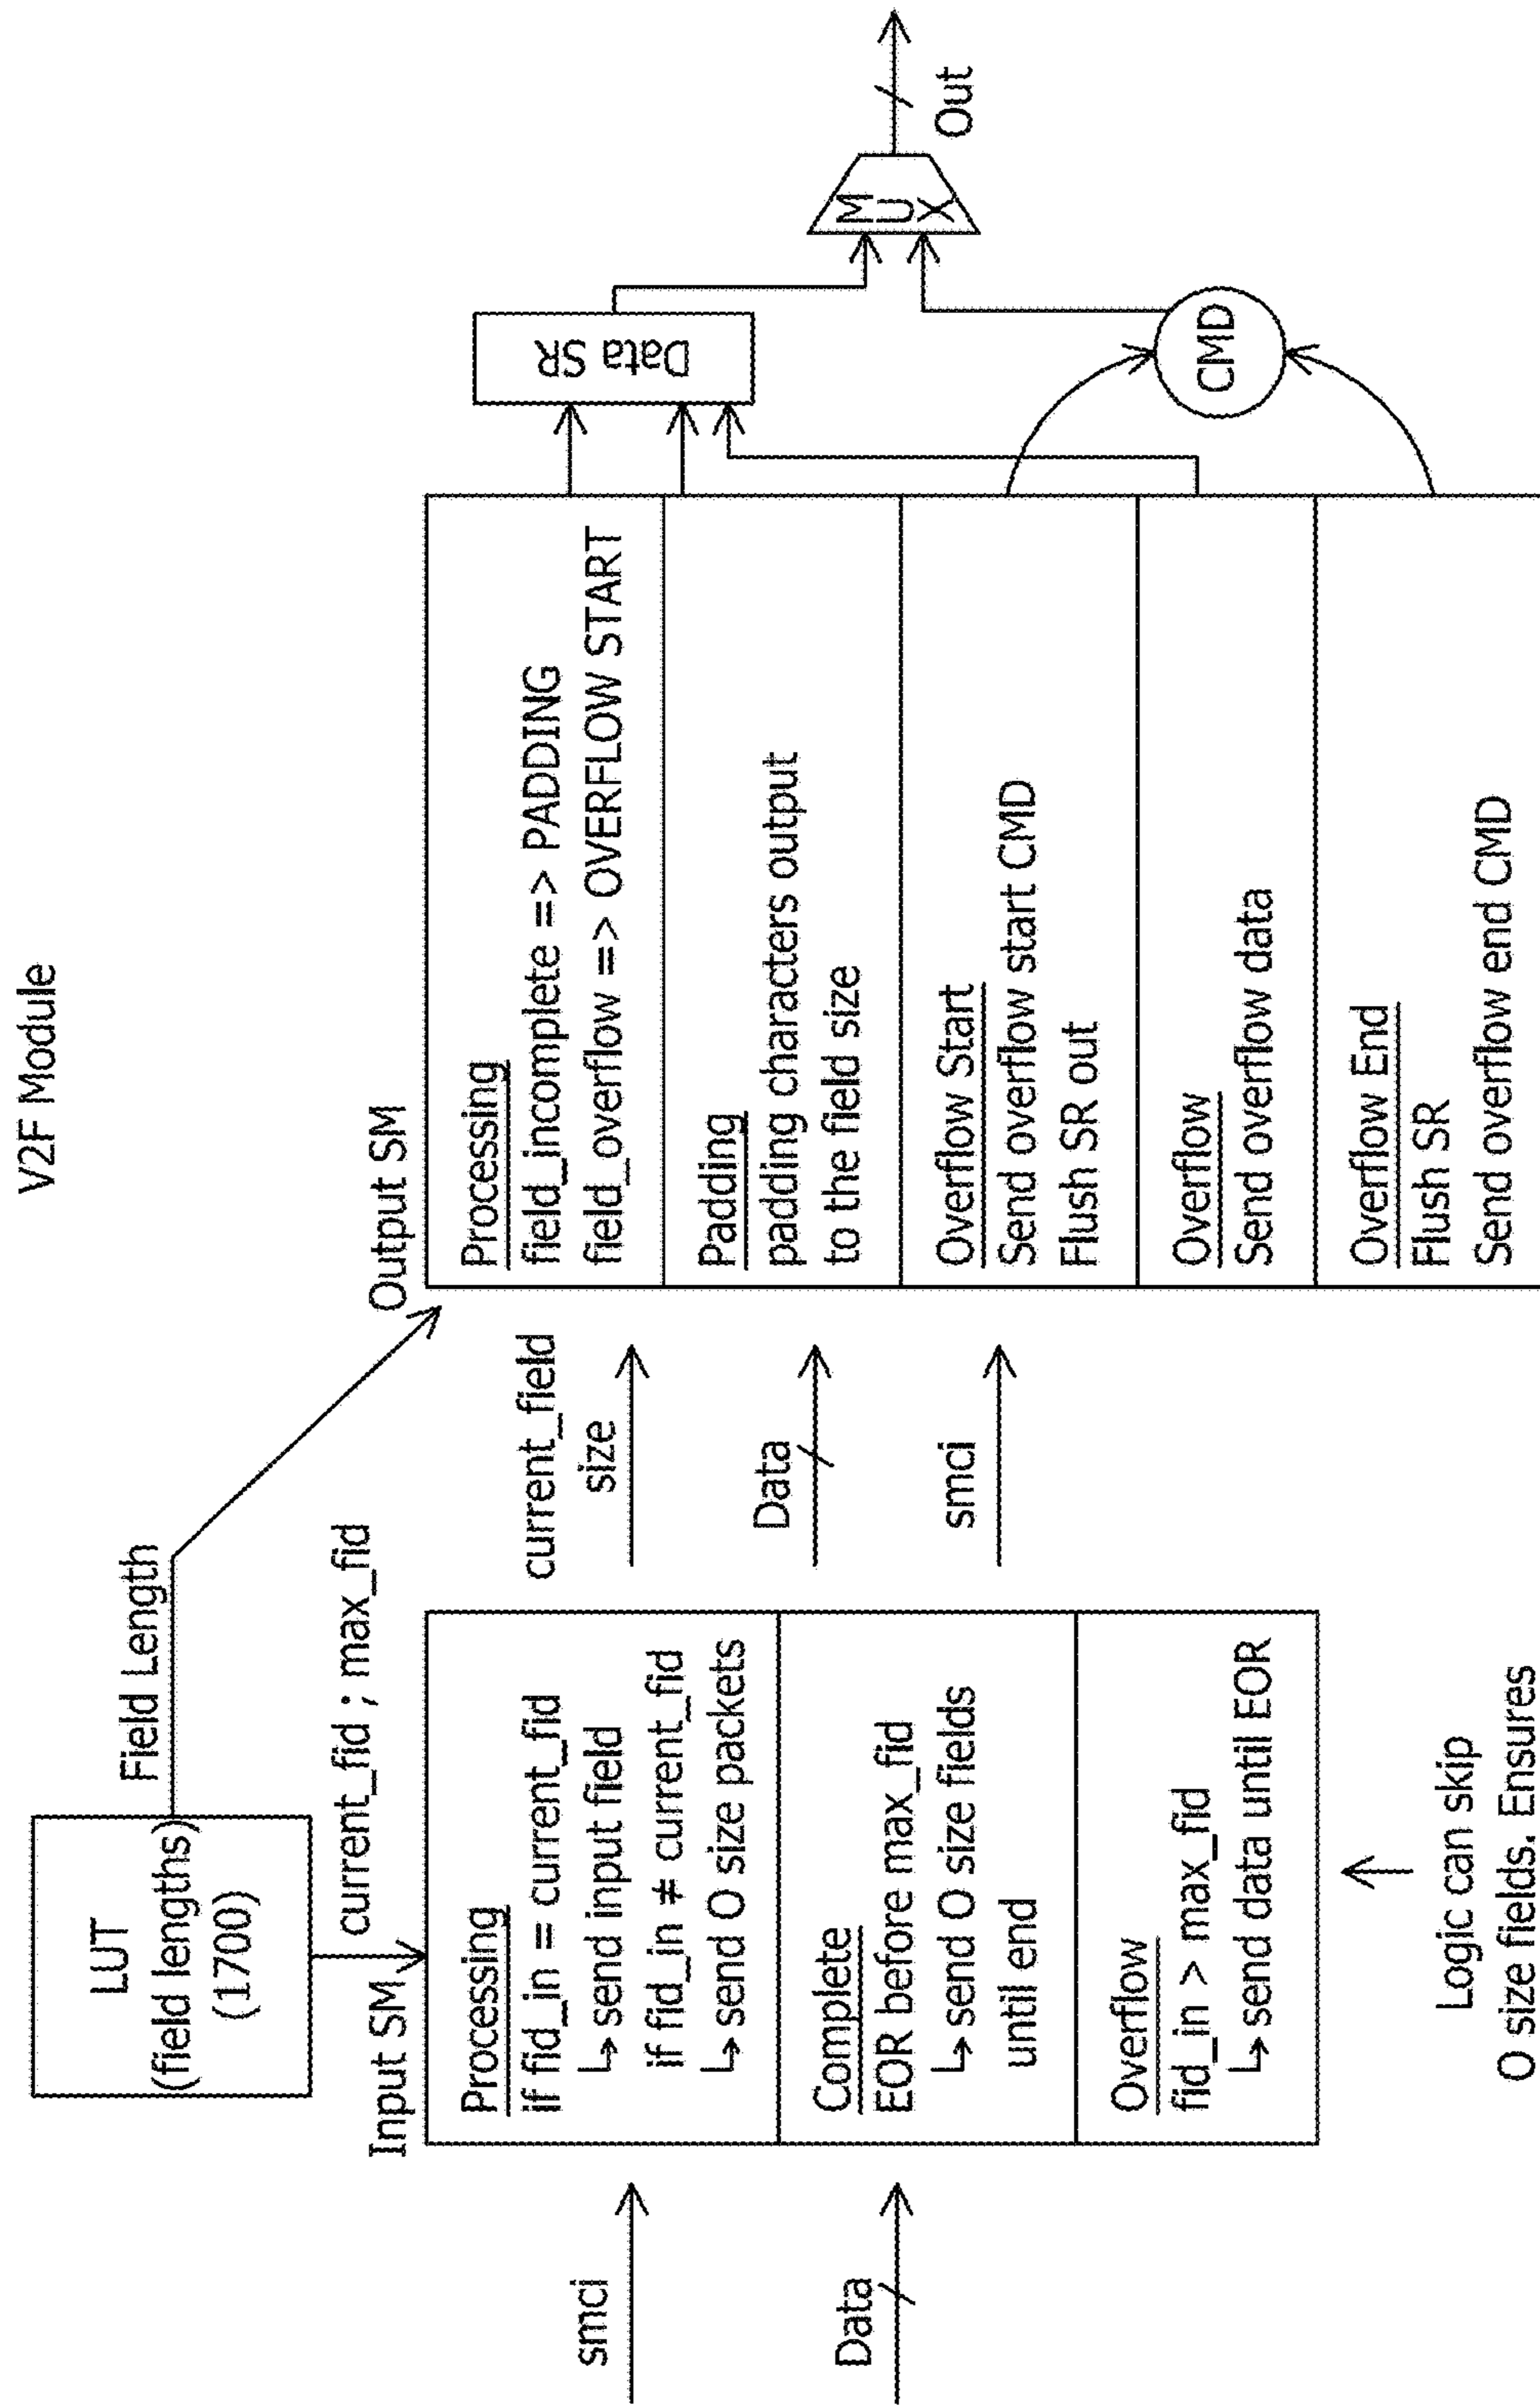 V2F Module
LUT
(field lengths)
(1700)
Field Length
current_fid ; max_fid
Input SM
smci
Data
Processing
if fid_in = current_fid
↳ send input field
if fid_in ≠ current_fid
↳ send O size packets
Complete
EOR before max_fid
↳ send O size fields
until end
Overflow
fid_in > max_fid
↳ send data until EOR
Logic can skip
O size fields. Ensures
current_field
size
Data
smci
Output SM
Processing
field_incomplete => PADDING
field_overflow => OVERFLOW START
Padding
padding characters output
to the field size
Overflow Start
Send overflow start CMD
Flush SR out
Overflow
Send overflow data
Overflow End
Flush SR
Send overflow end CMD
Data SR
CMD
MUX
Out